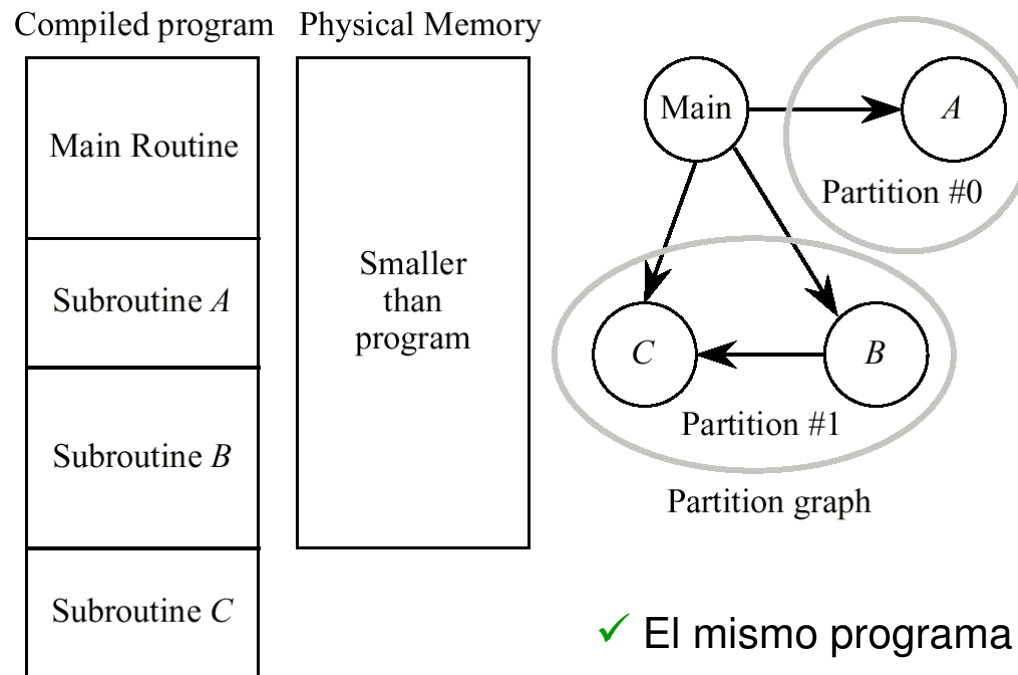 Compiled program
Physical Memory
Main Routine
Subroutine A
Subroutine B
Subroutine C
Smaller
than
program
Main
A
Partition #0
C
B
Partition #1
Partition graph
✓ El mismo programa